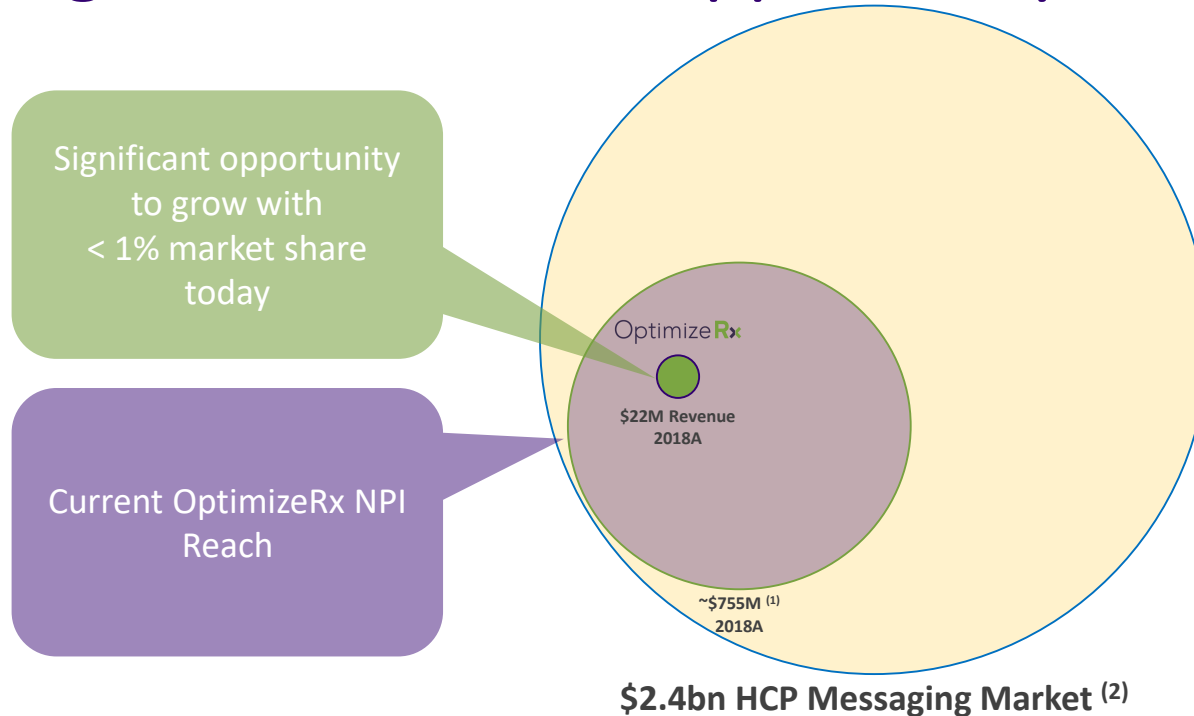 Significant opportunity
to grow with
< 1% market share
today
Current OptimizeRx NPI
Reach
OptimizeRx
$22M Revenue
2018A
~$755M (1)
2018A
$2.4bn HCP Messaging Market (2)